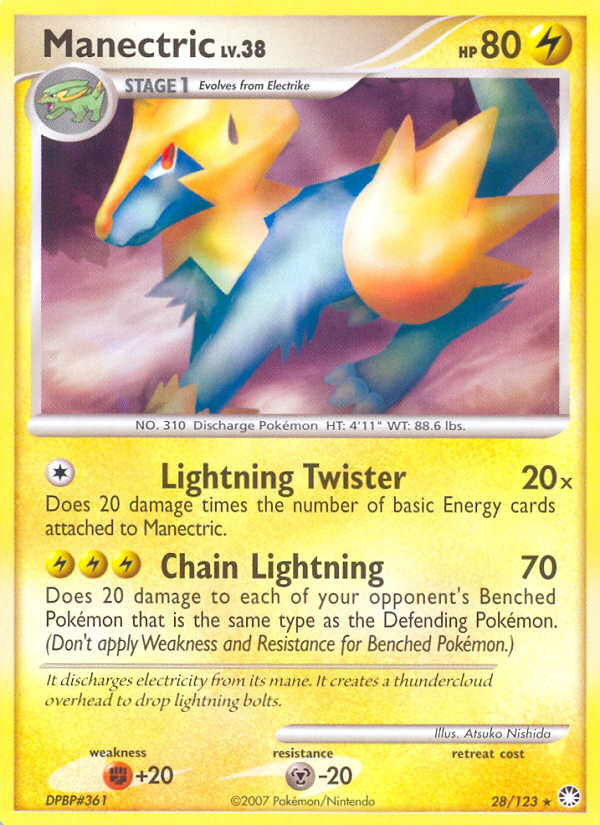 Manectric LV.38 HP 80
STAGE 1 Evolves from Electrike
NO. 310 Discharge Pokémon HT: 4'11" WT: 88.6 lbs.
Lightning Twister 20x
Does 20 damage times the number of basic Energy cards
attached to Manectric.
Chain Lightning 70
Does 20 damage to each of your opponent's Benched
Pokémon that is the same type as the Defending Pokémon.
(Don't apply Weakness and Resistance for Benched Pokémon.)
It discharges electricity from its mane. It creates a thundercloud
overhead to drop lightning bolts.
Illus. Atsuko Nishida
weakness resistance retreat cost
+20 -20
DPBP#361 ©2007 Pokémon/Nintendo 28/123 ★